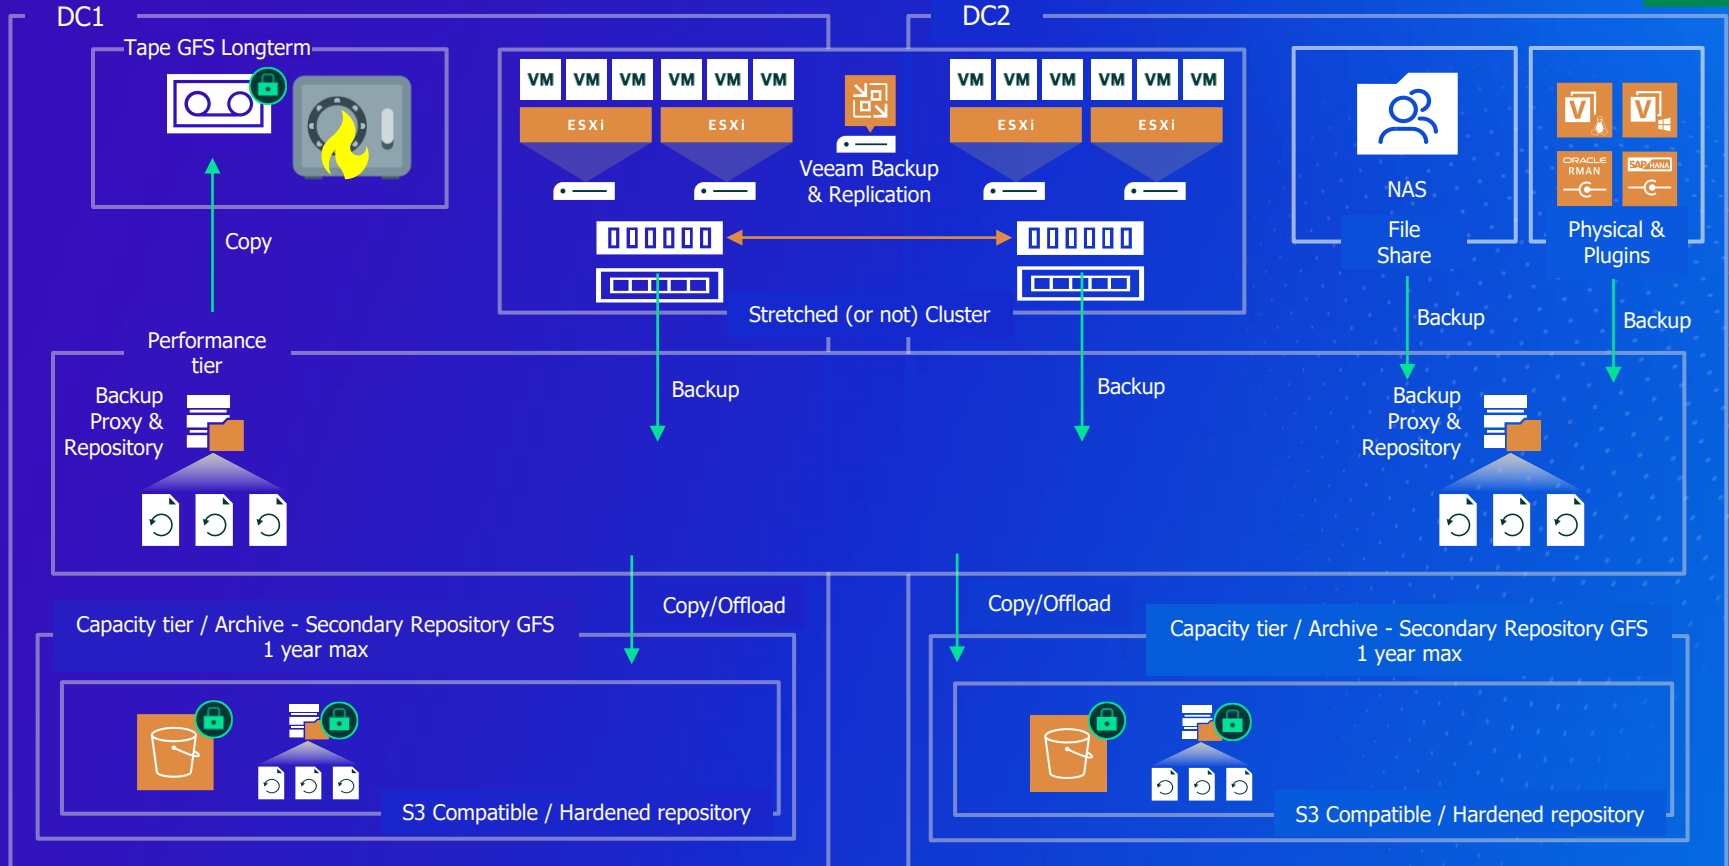 DC1
DC2
Tape GFS Longterm
VM VM VM VM VM VM
ESXi ESXi
Veeam Backup
& Replication
VM VM VM VM VM VM
ESXi ESXi
NAS
File
Share
V V
ORACLE
RMAN
SAP HANA
Physical &
Plugins
Copy
Stretched (or not) Cluster
Backup
Backup
Performance
tier
Backup
Proxy &
Repository
Backup
Backup
Backup
Proxy &
Repository
Copy/Offload
Copy/Offload
Capacity tier / Archive - Secondary Repository GFS
1 year max
S3 Compatible / Hardened repository
Capacity tier / Archive - Secondary Repository GFS
1 year max
S3 Compatible / Hardened repository